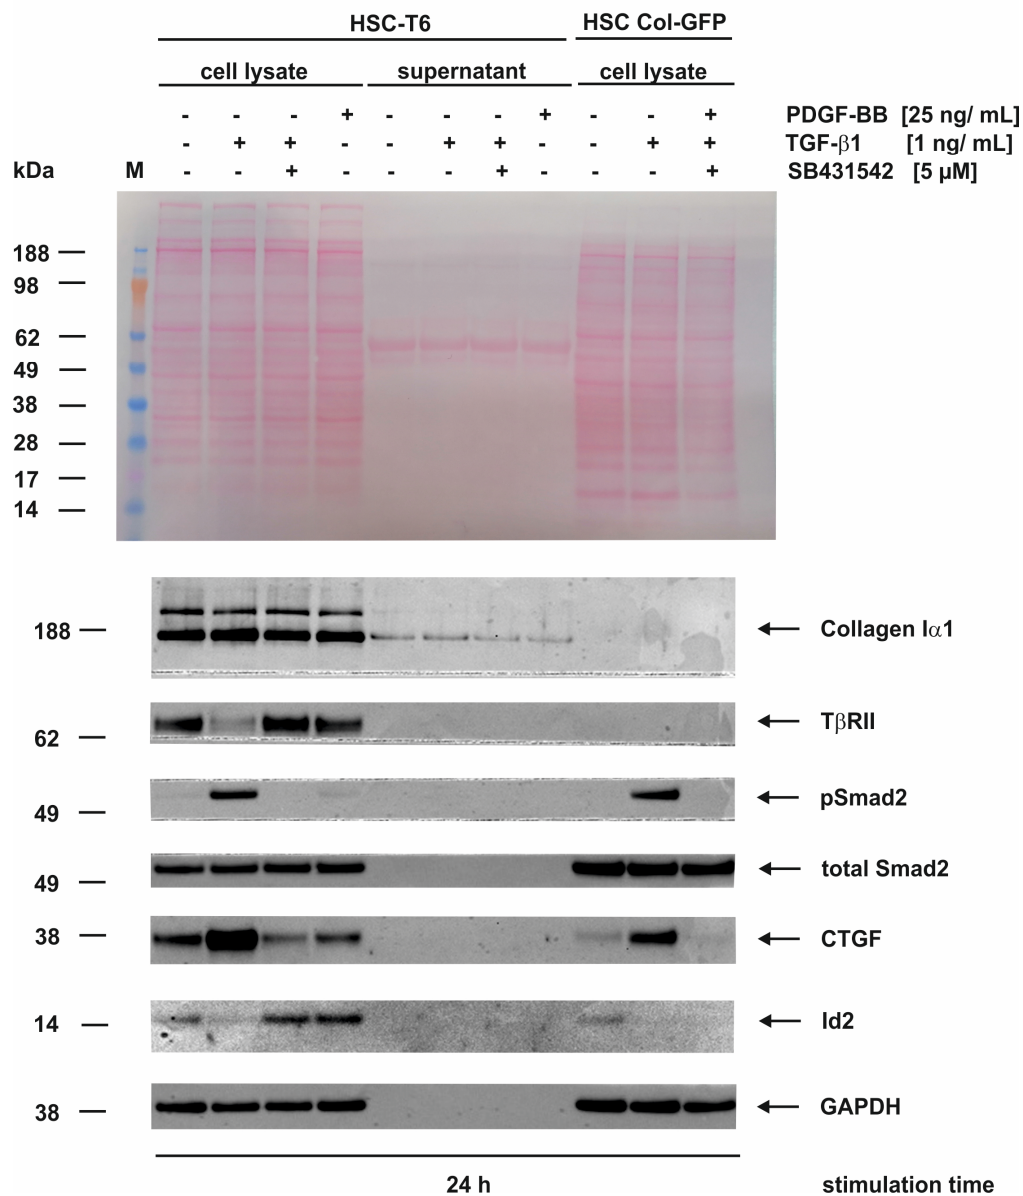 HSC-T6 HSC Col-GFP
cell lysate supernatant cell lysate
- - - + - - - + - - + PDGF-BB [25 ng/ mL]
- + + - - + + - - + + TGF-β1 [1 ng/ mL]
kDa M - - + - - - + - - - + SB431542 [5 µM]
188
98
62
49
38
28
17
14
188 Collagen Iα1
62 TβRII
49 pSmad2
49 total Smad2
38 CTGF
14 Id2
38 GAPDH
24 h stimulation time